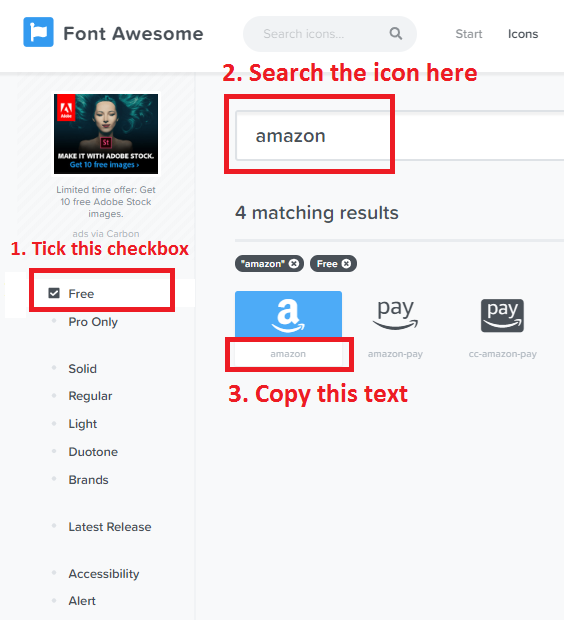 Font Awesome
Search icons...
Start
Icons
2. Search the icon here
Adobe
St
MAKE IT WITH ADOBE STOCK.
Get 10 free images ›
Limited time offer: Get
10 free Adobe Stock
images.
ads via Carbon
1. Tick this checkbox
Free
Pro Only
Solid
Regular
Light
Duotone
Brands
Latest Release
Accessibility
Alert
amazon
4 matching results
"amazon"
Free
a
pay
pay
amazon
amazon-pay
cc-amazon-pay
3. Copy this text